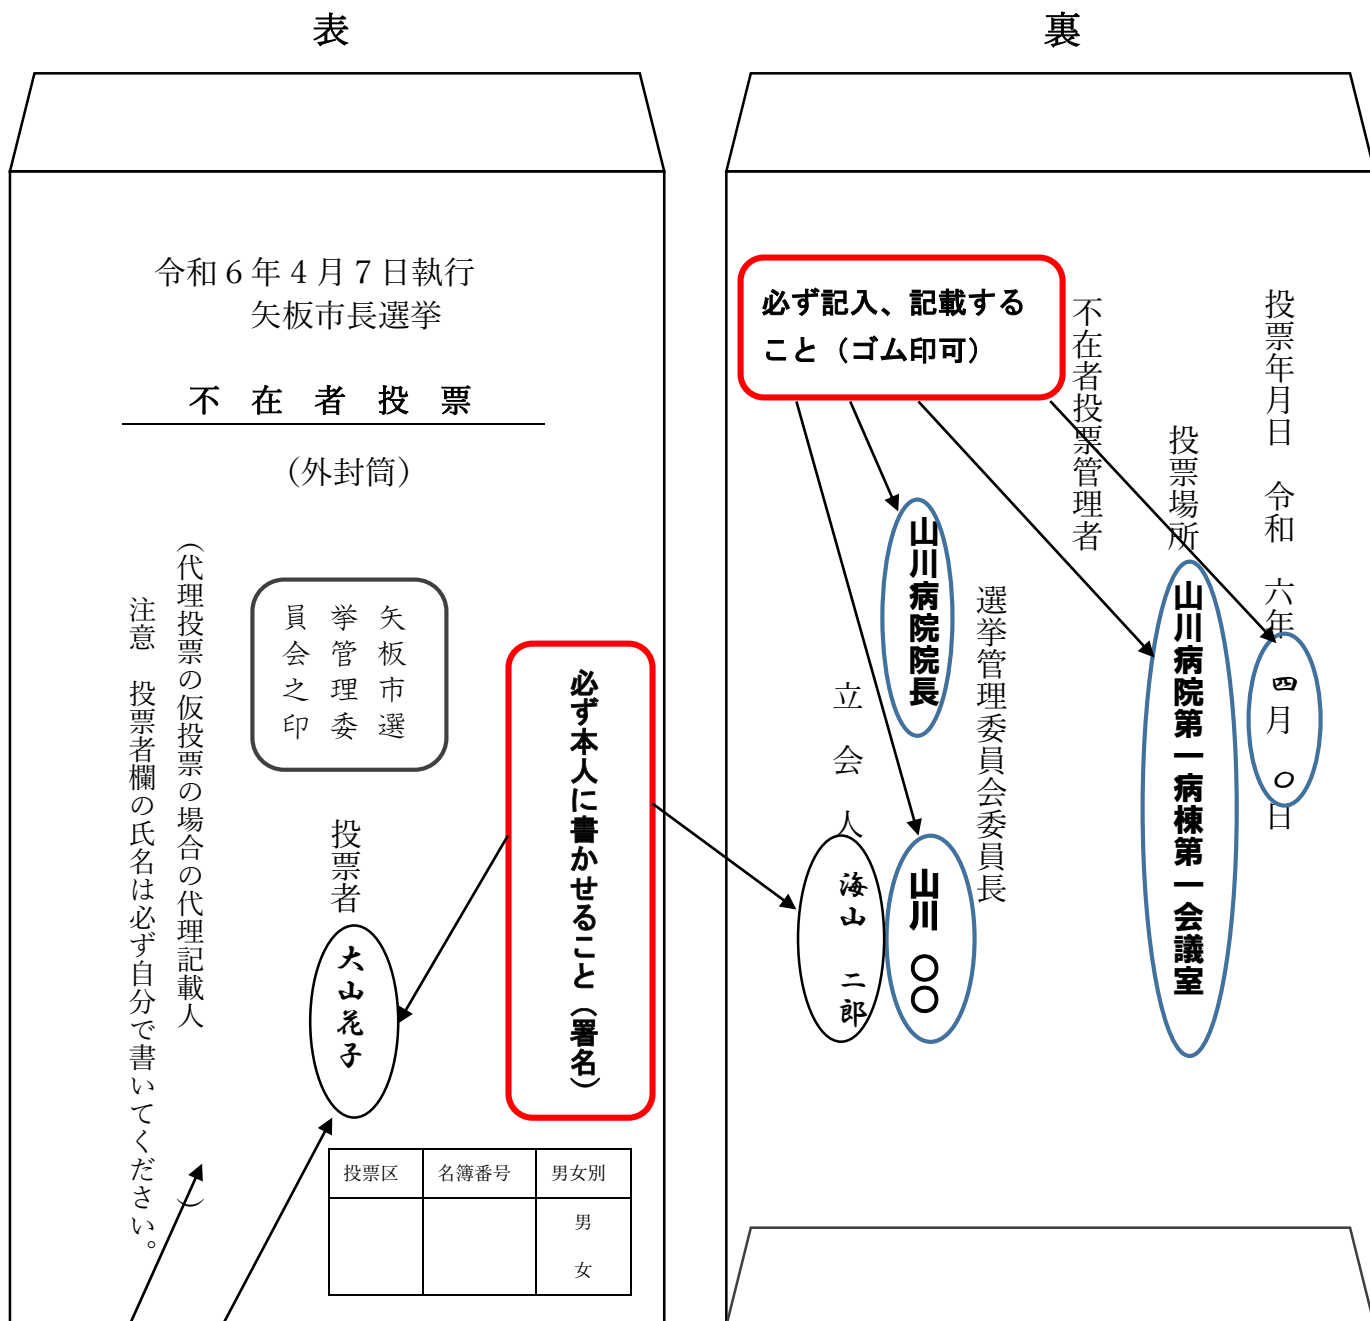 表
令和６年４月７日執行
矢板市長選挙
不在者投票
（外封筒）
矢板市選
挙管理委
員会之印
必ず本人に書かせること（署名）
投票者
大山花子
（代理投票の仮投票の場合の代理記載人　　　）
注意　投票者欄の氏名は必ず自分で書いてください。
投票区　名簿番号　男女別
男
女
裏
必ず記入、記載する
こと（ゴム印可）
投票年月日　令和　六年　四月　〇日
投票場所
山川病院第一病棟第一会議室
不在者投票管理者
選挙管理委員会委員長
山川病院院長
山川　〇〇
立会人
海山　二郎